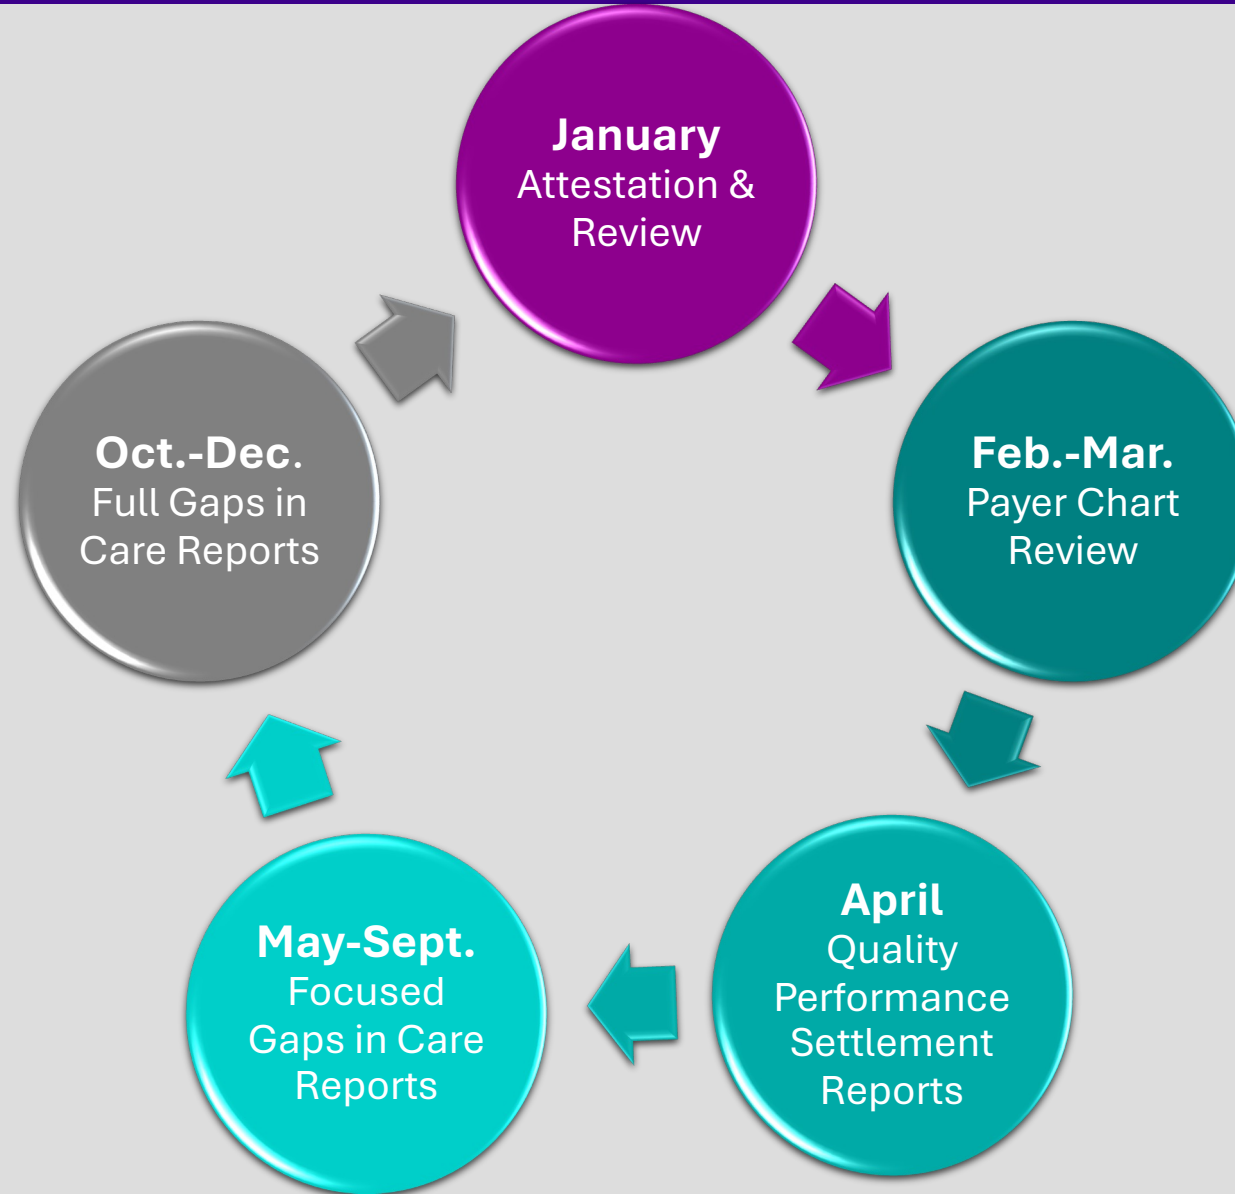 January
Attestation &
Review
Feb.-Mar.
Payer Chart
Review
April
Quality
Performance
Settlement
Reports
May-Sept.
Focused
Gaps in Care
Reports
Oct.-Dec.
Full Gaps in
Care Reports